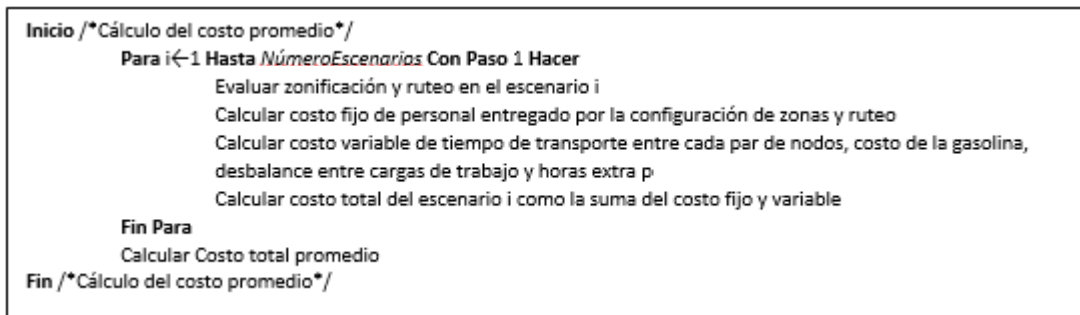 Inicio /*Cálculo del costo promedio*/
Para i←1 Hasta NúmeroEscenarios Con Paso 1 Hacer
Evaluar zonificación y ruteo en el escenario i
Calcular costo fijo de personal entregado por la configuración de zonas y ruteo
Calcular costo variable de tiempo de transporte entre cada par de nodos, costo de la gasolina,
desbalance entre cargas de trabajo y horas extra p
Calcular costo total del escenario i como la suma del costo fijo y variable
Fin Para
Calcular Costo total promedio
Fin /*Cálculo del costo promedio*/